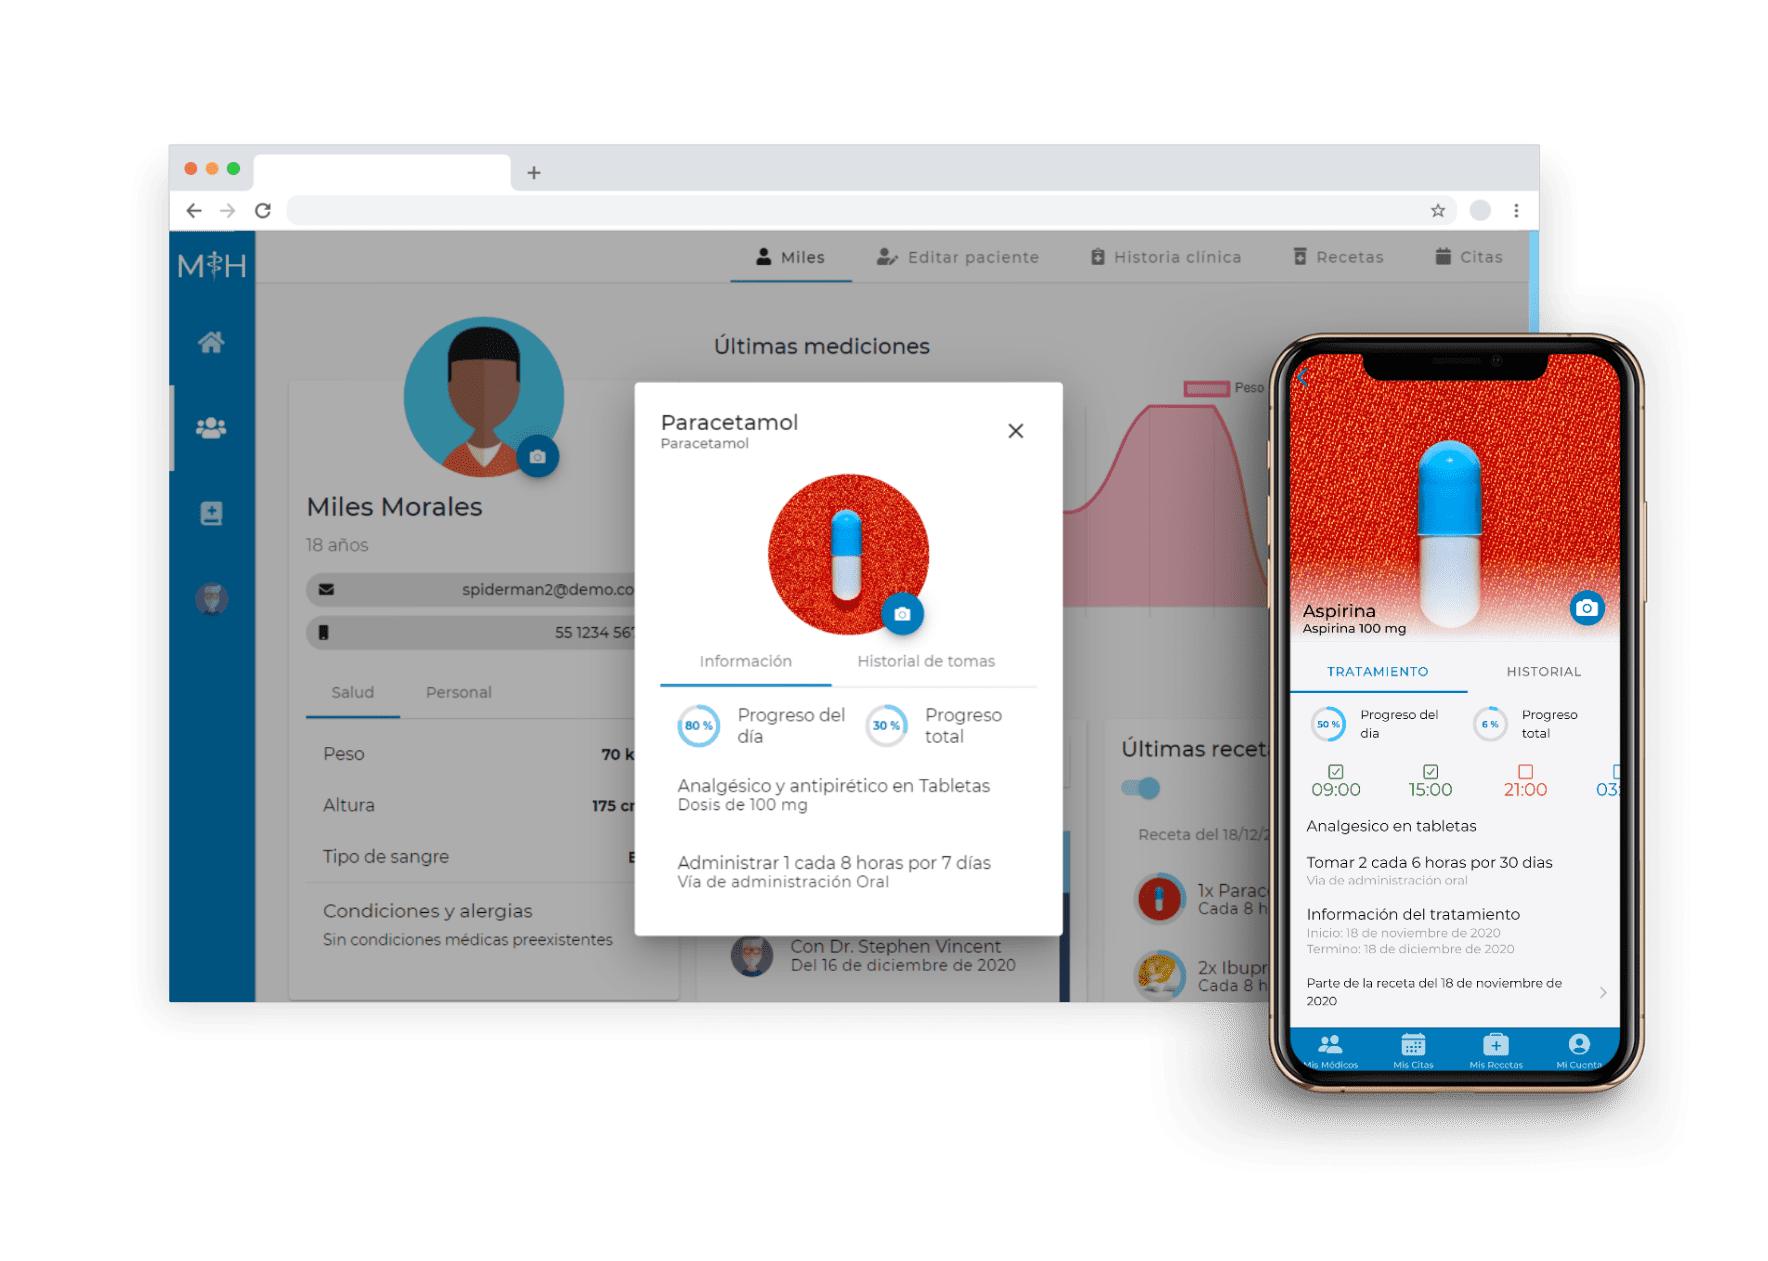 M H
Miles
Editar paciente
Historia clínica
Recetas
Citas
Últimas mediciones
Peso
Miles Morales
18 años
spiderman2@demo.co
55 1234 567
Salud
Personal
Peso
70 k
Altura
175 cm
Tipo de sangre
Condiciones y alergias
Sin condiciones médicas preexistentes
Paracetamol
Paracetamol
Información
Historial de tomas
80 %
Progreso del
día
30 %
Progreso
total
Analgésico y antipirético en Tabletas
Dosis de 100 mg
Administrar 1 cada 8 horas por 7 días
Vía de administración Oral
Con Dr. Stephen Vincent
Del 16 de diciembre de 2020
Últimas receta
Receta del 18/12/2
1x Parac
Cada 8 h
2x Ibupr
Cada 8 h
Aspirina
Aspirina 100 mg
TRATAMIENTO
HISTORIAL
50 %
Progreso del
dia
6 %
Progreso
total
09:00
15:00
21:00
03:
Analgesico en tabletas
Tomar 2 cada 6 horas por 30 dias
Via de administración oral
Información del tratamiento
Inicio: 18 de noviembre de 2020
Termino: 18 de diciembre de 2020
Parte de la receta del 18 de noviembre de
2020
Mis Módicos
Mis Citas
Mis Recetas
Mi Cuenta